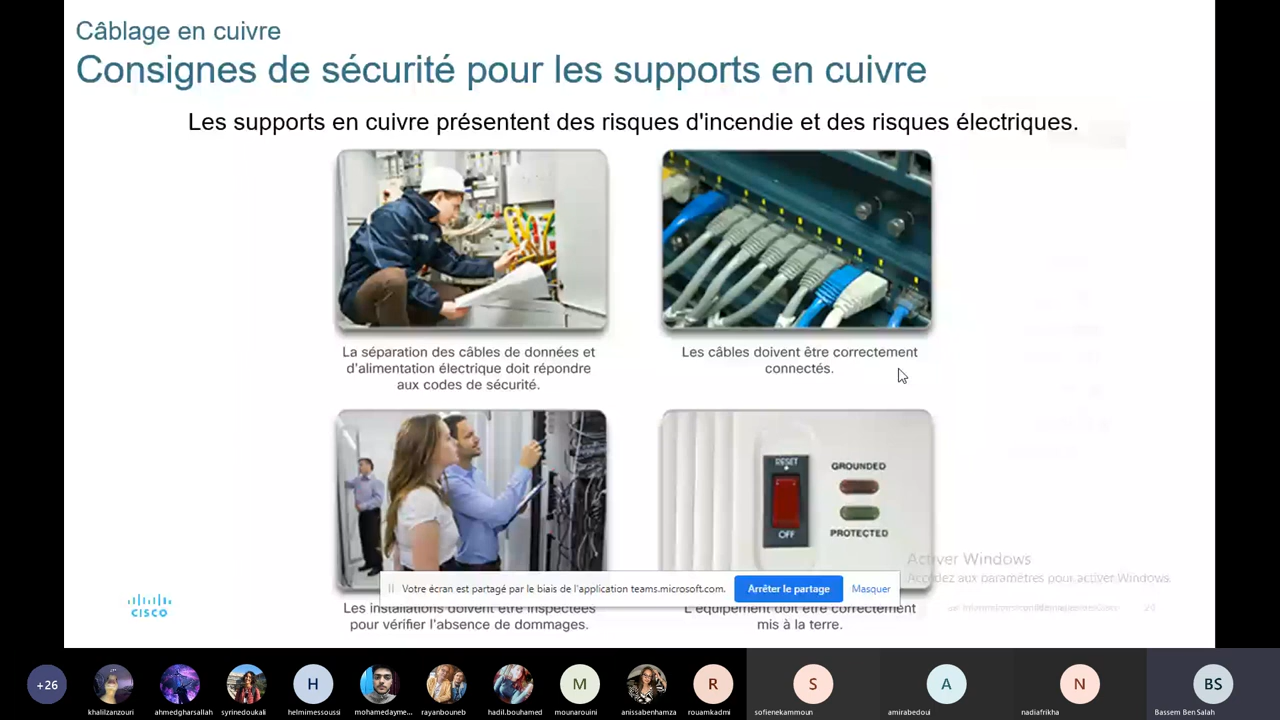 Câblage en cuivre
Consignes de sécurité pour les supports en cuivre
Les supports en cuivre présentent des risques d'incendie et des risques électriques.
La séparation des câbles de données et
d'alimentation électrique doit répondre
aux codes de sécurité.
Les câbles doivent être correctement
connectés.
RESET
OFF
GROUNDED
PROTECTED
Activer Windows
Accédez aux paramètres pour activer Windows.
Votre écran est partagé par le biais de l'application teams.microsoft.com.
Arrêter le partage
Masquer
Les installations doivent être inspectées
pour vérifier l'absence de dommages.
L'équipement doit être correctement
mis à la terre.
CISCO
20
+26
H
M
R
S
A
N
BS
khalilzanzouri
ahmedgharsallah
syrinedoukali
helmimessoussi
mohamedayme...
rayanbouneb
hadil.bouhamed
mounarouini
anissabenhamza
rouamkadmi
sofienekammoun
amirabedoui
nadiafrikha
Bassem Ben Salah